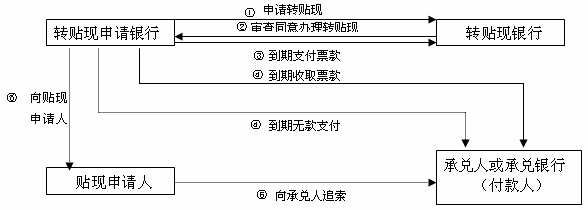 ① 申请转贴现
转贴现申请银行
② 审查同意办理转贴现
转贴现银行
③ 到期支付票款
④ 到期收取票款
⑤ 向贴现
申请人
④ 到期无款支付
贴现申请人
承兑人或承兑银行
（付款人）
⑥ 向承兑人追索